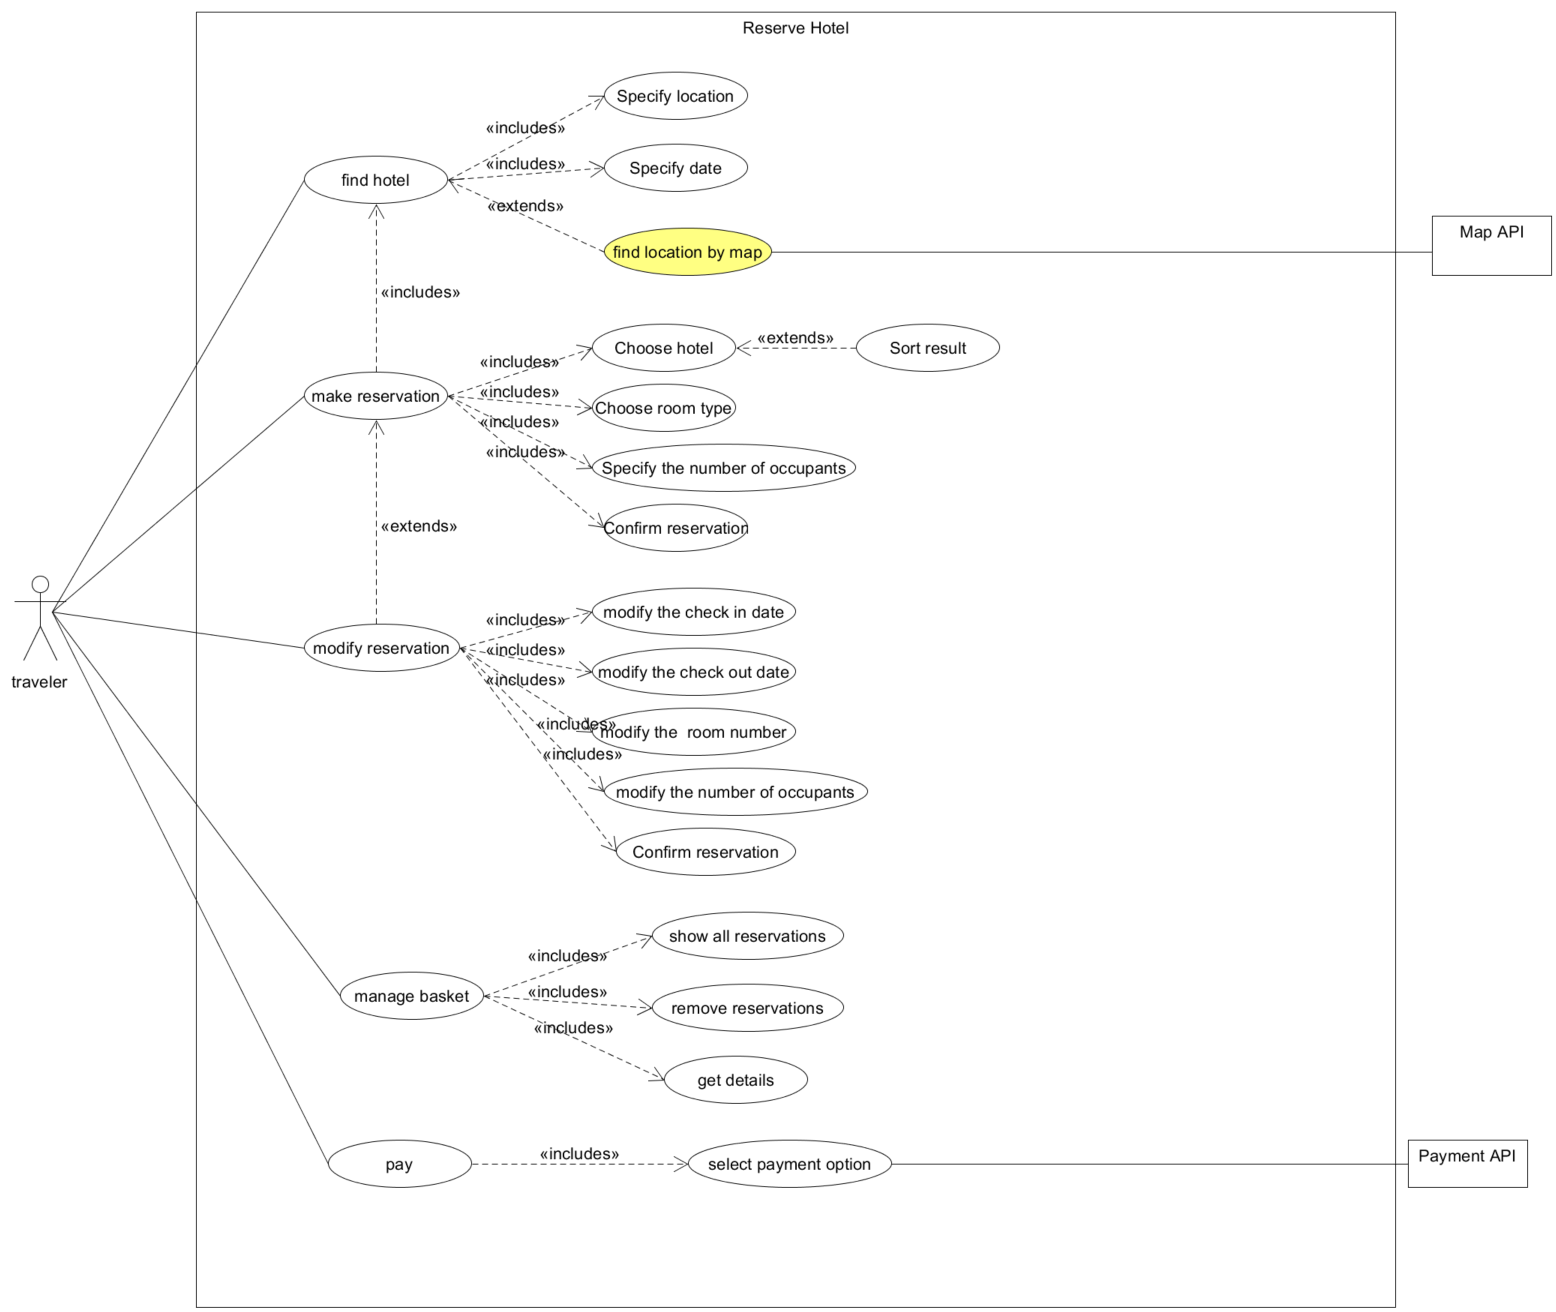 Reserve Hotel
Specify location
«includes»
«includes»
Specify date
find hotel
«extends»
find location by map
Map API
«includes»
«extends»
Choose hotel
Sort result
«includes»
make reservation
«includes»
Choose room type
«includes»
«includes»
Specify the number of occupants
«extends»
Confirm reservation
modify the check in date
«includes»
modify reservation
«includes»
modify the check out date
«includes»
traveler
«includes»
modify the  room number
«includes»
modify the number of occupants
Confirm reservation
show all reservations
«includes»
manage basket
«includes»
remove reservations
«includes»
get details
«includes»
pay
select payment option
Payment API